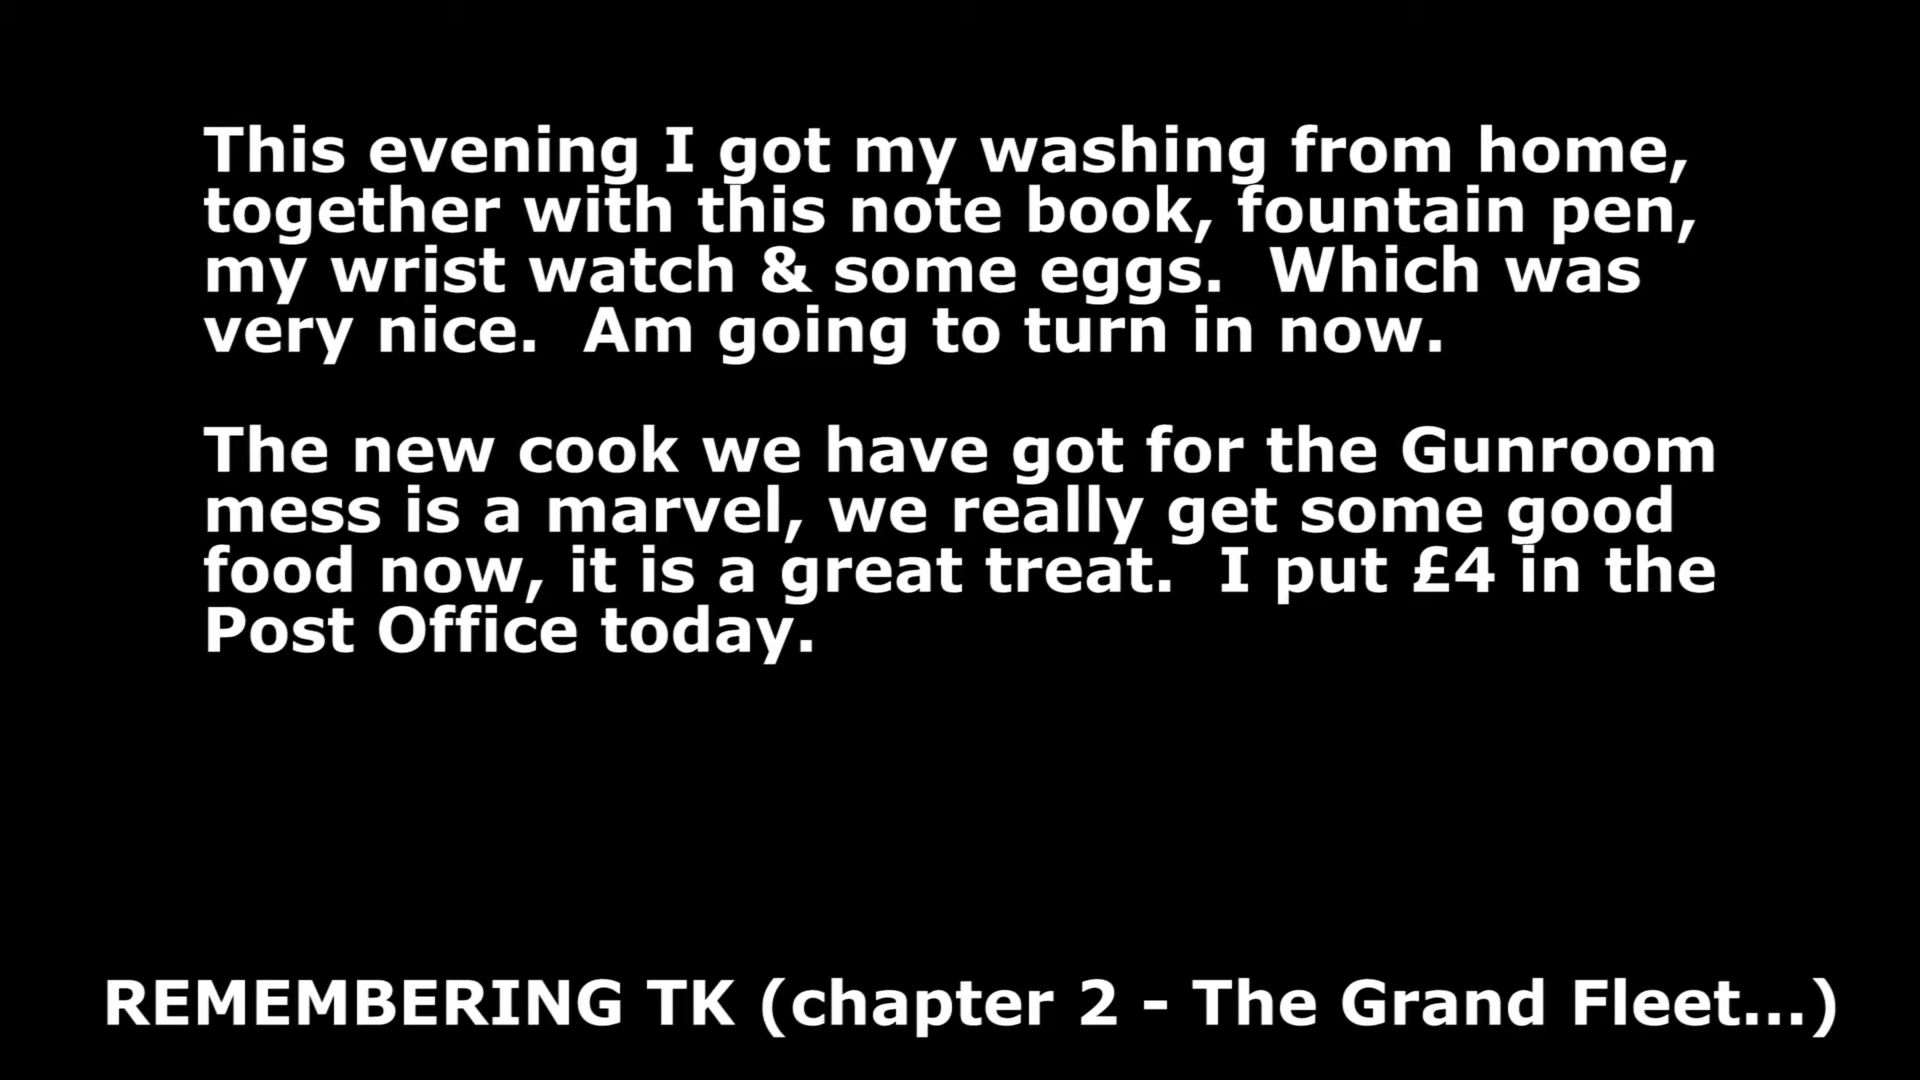 This evening I got my washing from home,
together with this note book, fountain pen,
my wrist watch & some eggs.  Which was
very nice.  Am going to turn in now.
The new cook we have got for the Gunroom
mess is a marvel, we really get some good
food now, it is a great treat.  I put £4 in the
Post Office today.
REMEMBERING TK (chapter 2 - The Grand Fleet...)